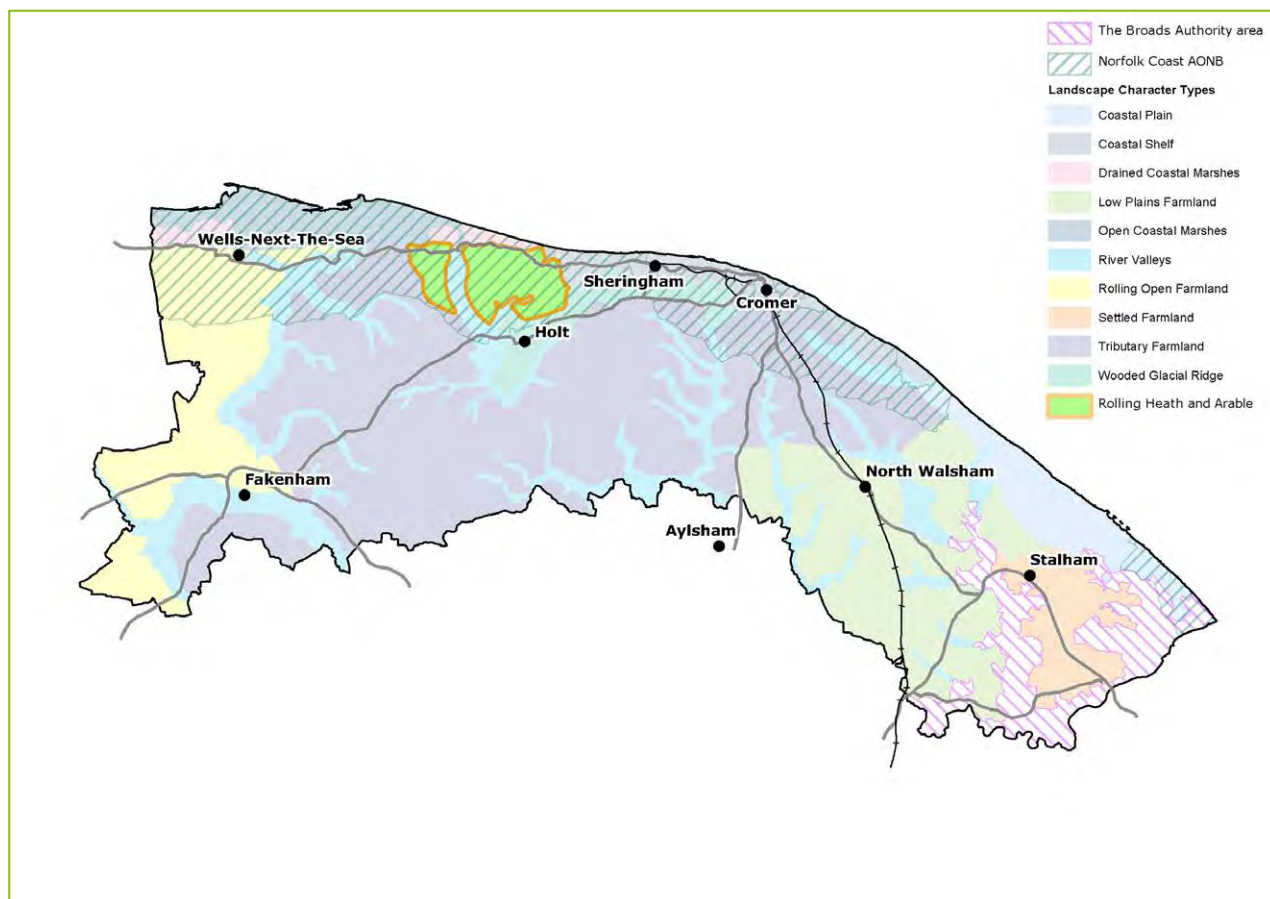 The Broads Authority area
Norfolk Coast AONB
Landscape Character Types
Coastal Plain
Coastal Shelf
Drained Coastal Marshes
Low Plains Farmland
Open Coastal Marshes
River Valleys
Rolling Open Farmland
Settled Farmland
Tributary Farmland
Wooded Glacial Ridge
Rolling Heath and Arable
Wells-Next-The-Sea
Sheringham
Cromer
Holt
Fakenham
North Walsham
Aylsham
Stalham